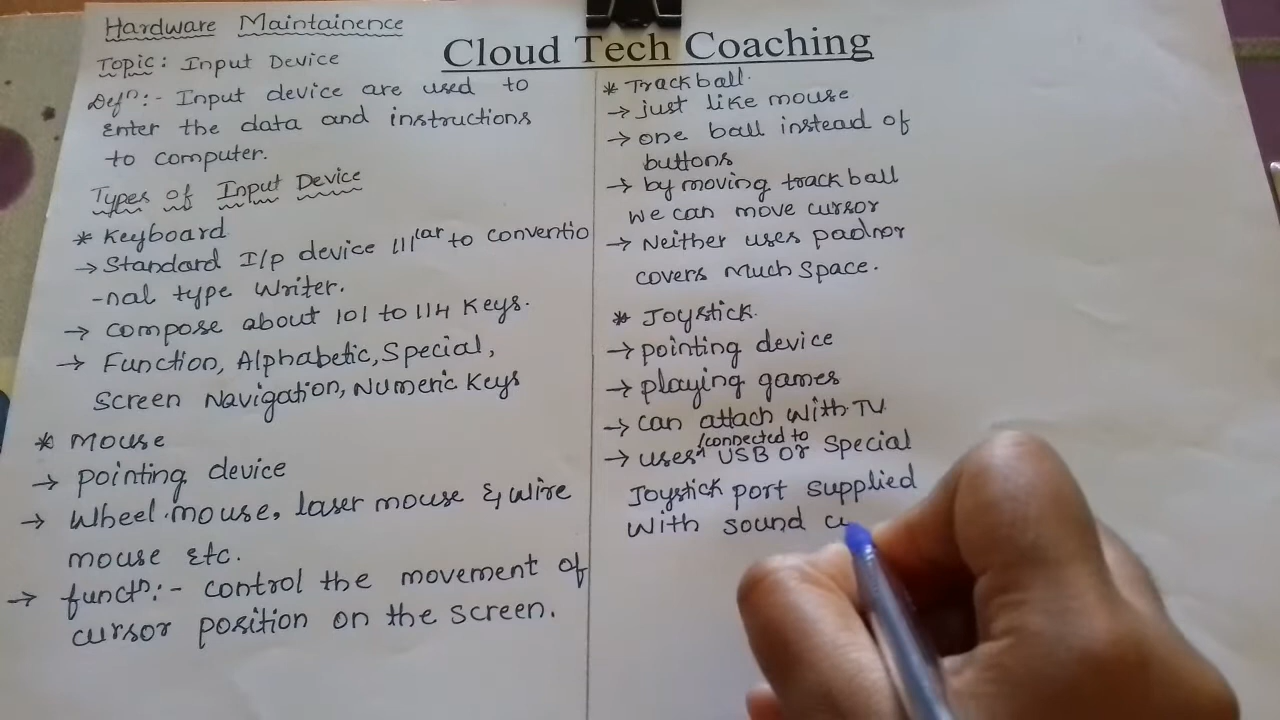 Hardware Maintainence
Cloud Tech Coaching
Topic: Input Device
Defⁿ:- Input device are used to
Enter the data and instructions
to computer.
Types of Input Device
* Keyboard
→ Standard I/p device lllˡᵃʳ to conventio
-nal type Writer.
→ compose about 101 to 114 Keys.
→ Function, Alphabetic, Special,
Screen Navigation, Numeric Keys
* Mouse
→ pointing device
→ Wheel mouse, laser mouse & wire
mouse Etc.
→ functⁿ:- control the movement of
cursor position on the screen.
* Trackball.
→ just like mouse
→ one ball instead of
buttons
→ by moving trackball
we can move cursor
→ Neither uses pad nor
covers Much Space.
* Joystick.
→ pointing device
→ playing games
→ can attach with TV
/connected to
→ uses^ USB or Special
Joystick port supplied
With sound